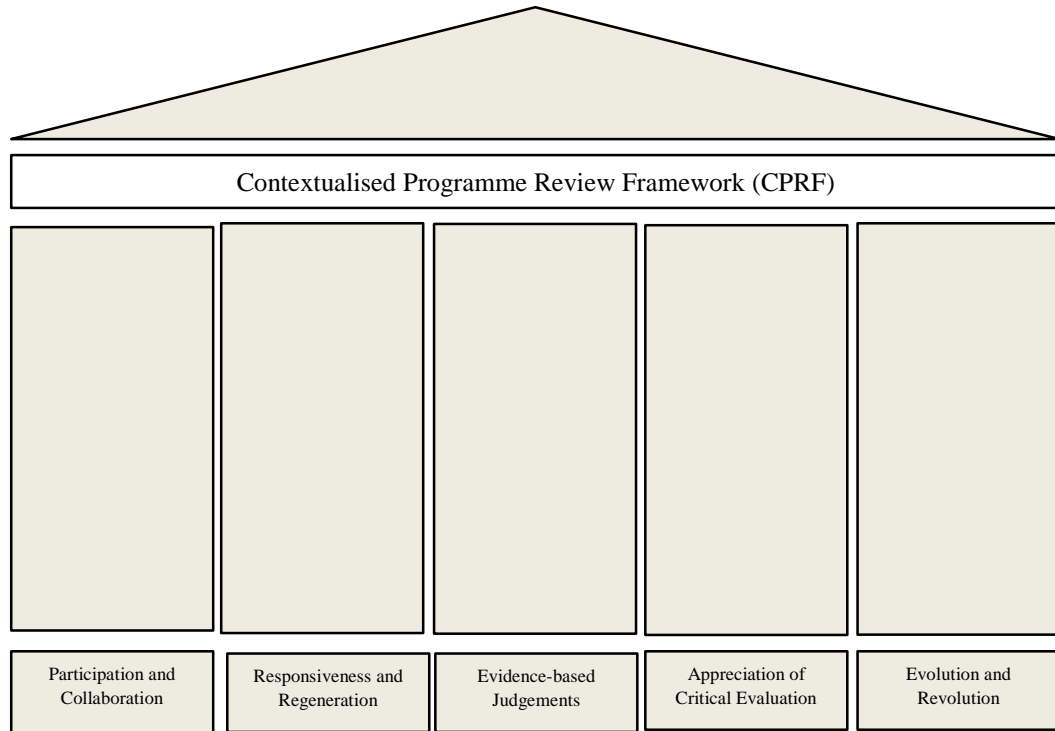 Contextualised Programme Review Framework (CPRF)
Participation and
Collaboration
Responsiveness and
Regeneration
Evidence-based
Judgements
Appreciation of
Critical Evaluation
Evolution and
Revolution